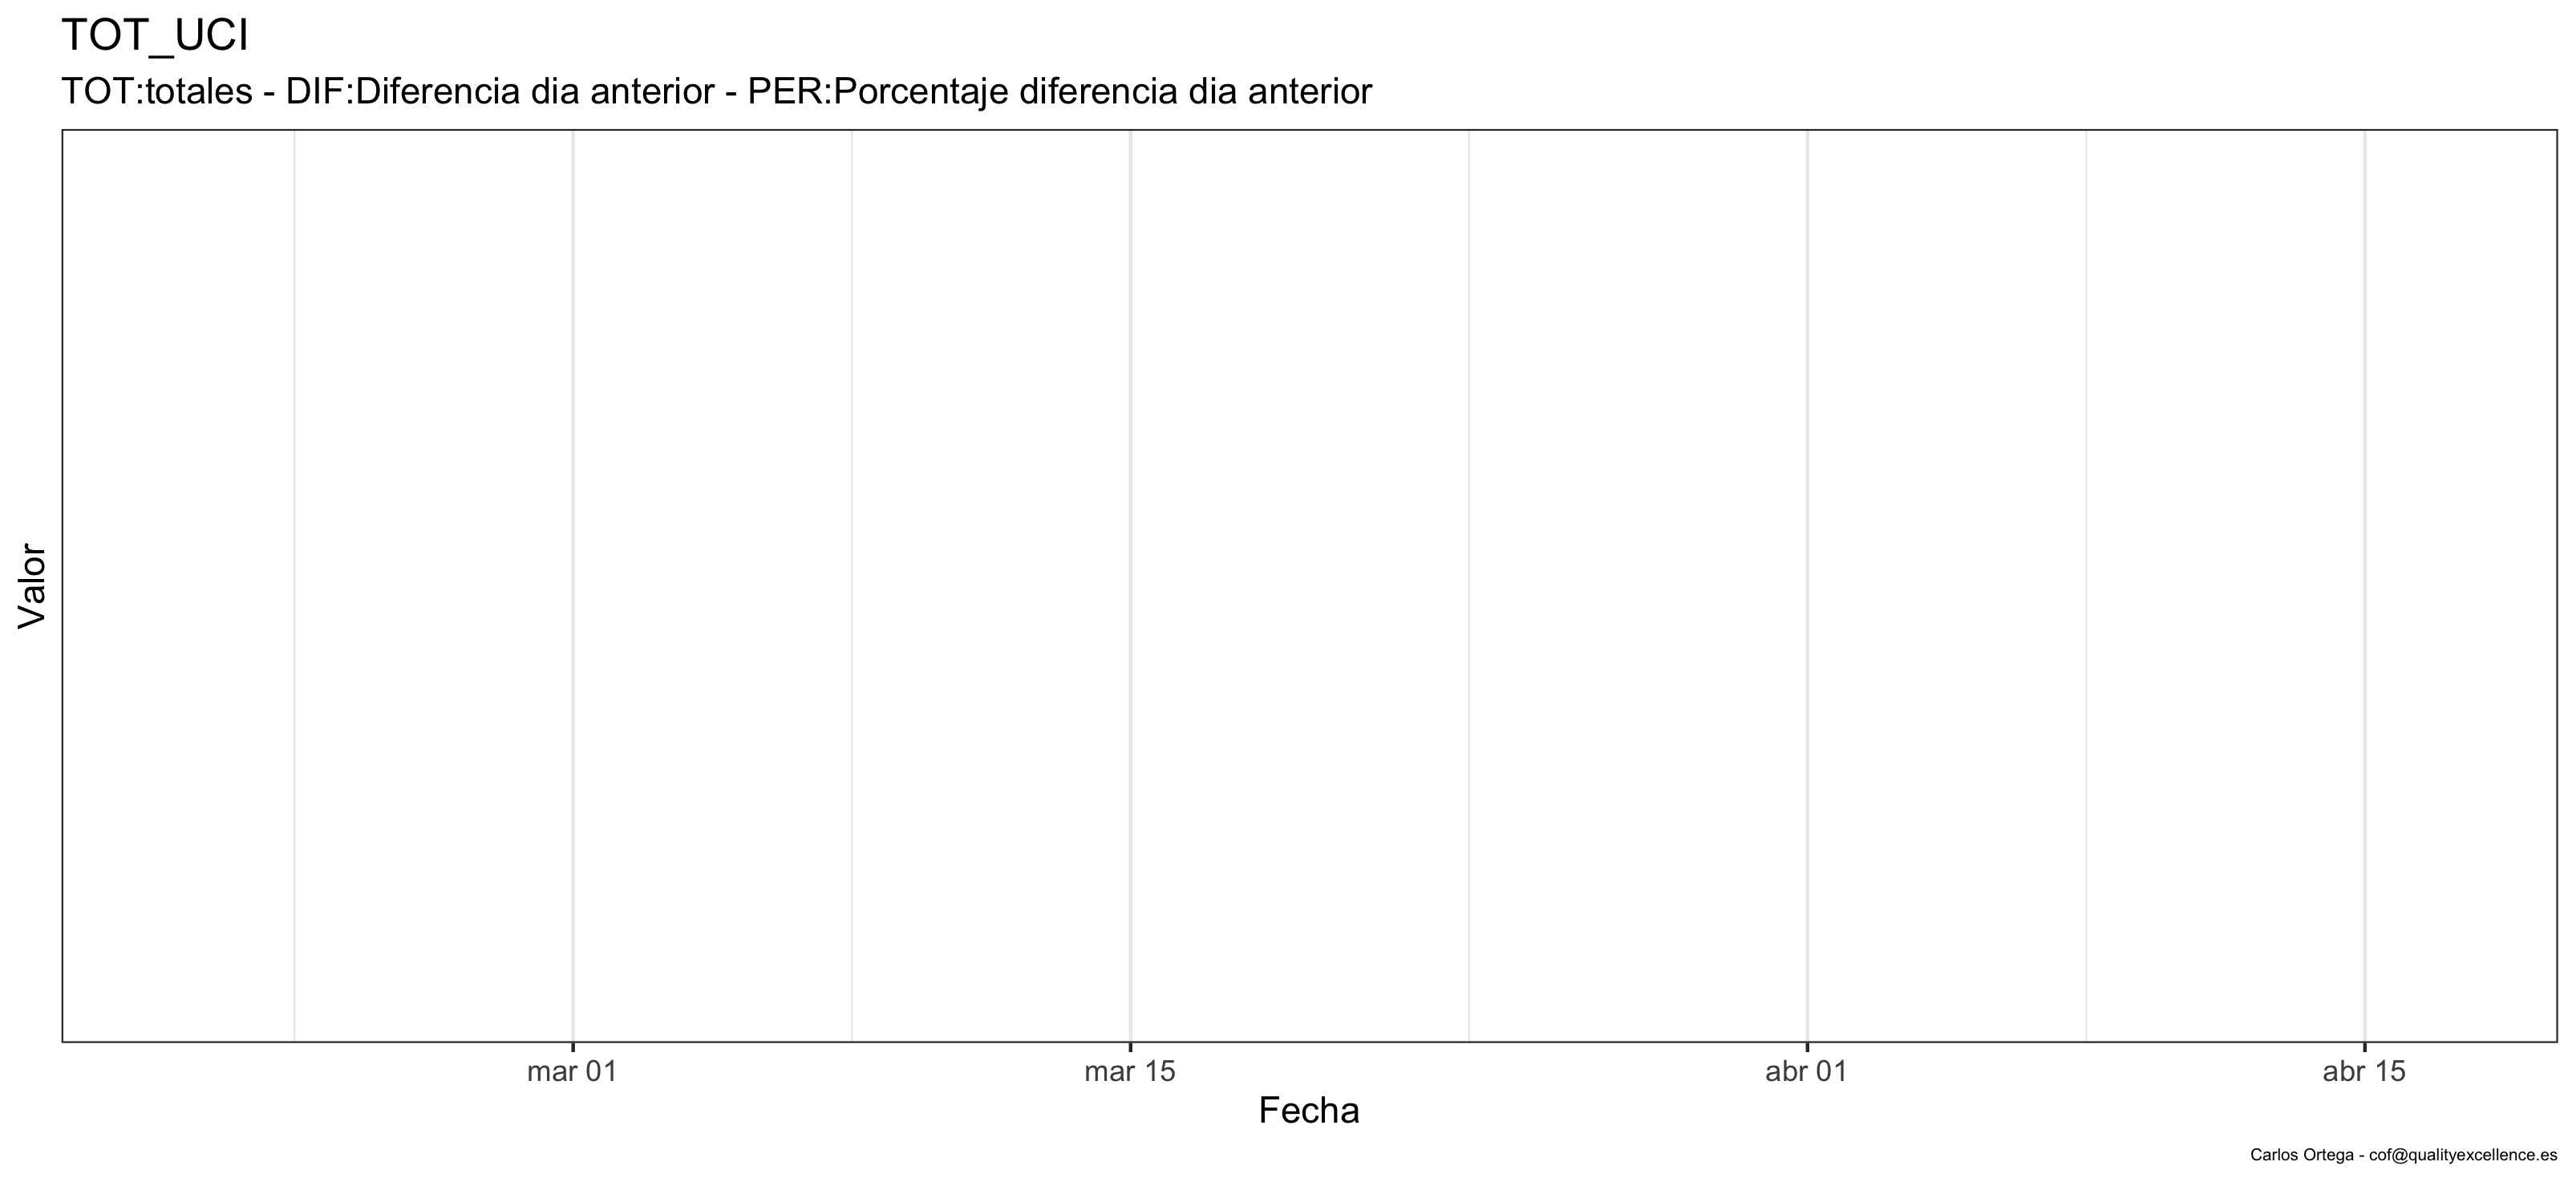 TOT_UCI
TOT:totales - DIF:Diferencia dia anterior - PER:Porcentaje diferencia dia anterior
Valor
mar 01 mar 15 abr 01 abr 15
Fecha
Carlos Ortega - cof@qualityexcellence.es